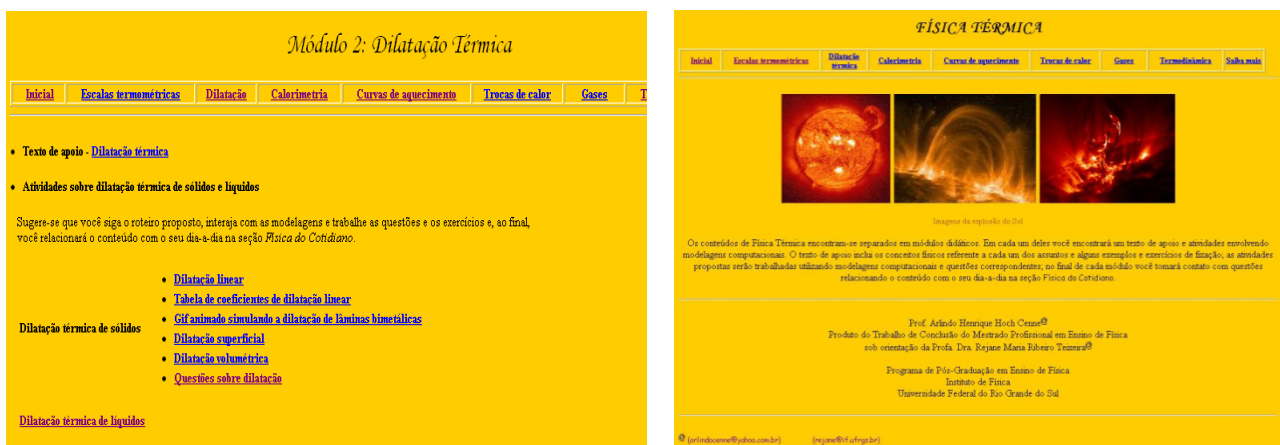 Módulo 2: Dilatação Térmica
Inicial Escalas termométricas Dilatação Calorimetria Curvas de aquecimento Trocas de calor Gases T
Texto de apoio - Dilatação térmica
Atividades sobre dilatação térmica de sólidos e líquidos
Sugere-se que você siga o roteiro proposto, interaja com as modelagens e trabalhe as questões e os exercícios e, ao final,
você relacionará o conteúdo com o seu dia-a-dia na seção Física do Cotidiano.
Dilatação térmica de sólidos
Dilatação linear
Tabela de coeficientes de dilatação linear
Gif animado simulando a dilatação de lâminas bimetálicas
Dilatação superficial
Dilatação volumétrica
Questões sobre dilatação
Dilatação térmica de líquidos
FÍSICA TÉRMICA
Inicial Escalas termométricas Dilatação térmica Calorimetria Curvas de aquecimento Trocas de calor Gases Termodinâmica Saiba mais
Imagens da explosão do Sol
Os conteúdos de Física Térmica encontram-se separados em módulos didáticos. Em cada um deles você encontrará um texto de apoio e atividades envolvendo
modelagens computacionais. O texto de apoio inclui os conceitos físicos referente a cada um dos assuntos e alguns exemplos e exercícios de fixação; as atividades
propostas serão trabalhadas utilizando modelagens computacionais e questões correspondentes; no final de cada módulo você tomará contato com questões
relacionando o conteúdo com o seu dia-a-dia na seção Física do Cotidiano.
Prof. Arlindo Henrique Hoch Cenne@
Produto do Trabalho de Conclusão do Mestrado Profissional em Ensino de Física
sob orientação da Profa. Dra. Rejane Maria Ribeiro Teixeira@
Programa de Pós-Graduação em Ensino de Física
Instituto de Física
Universidade Federal do Rio Grande do Sul
@ (arlindocenne@yahoo.com.br) (rejane@if.ufrgs.br)